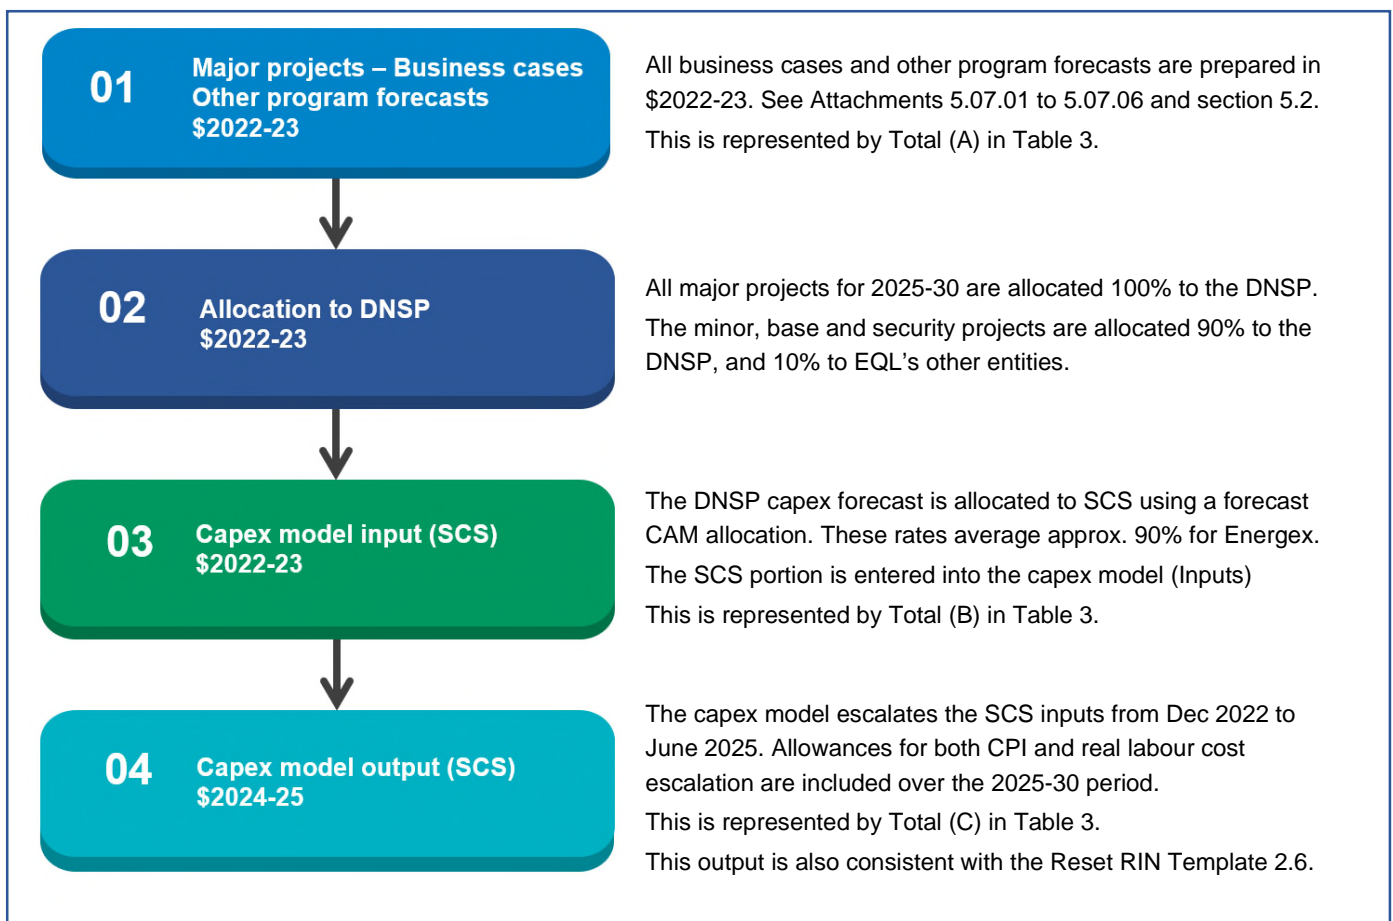 01
Major projects – Business cases
Other program forecasts
$2022-23
All business cases and other program forecasts are prepared in
$2022-23. See Attachments 5.07.01 to 5.07.06 and section 5.2.
This is represented by Total (A) in Table 3.
02
Allocation to DNSP
$2022-23
All major projects for 2025-30 are allocated 100% to the DNSP.
The minor, base and security projects are allocated 90% to the
DNSP, and 10% to EQL’s other entities.
03
Capex model input (SCS)
$2022-23
The DNSP capex forecast is allocated to SCS using a forecast
CAM allocation. These rates average approx. 90% for Energex.
The SCS portion is entered into the capex model (Inputs)
This is represented by Total (B) in Table 3.
04
Capex model output (SCS)
$2024-25
The capex model escalates the SCS inputs from Dec 2022 to
June 2025. Allowances for both CPI and real labour cost
escalation are included over the 2025-30 period.
This is represented by Total (C) in Table 3.
This output is also consistent with the Reset RIN Template 2.6.